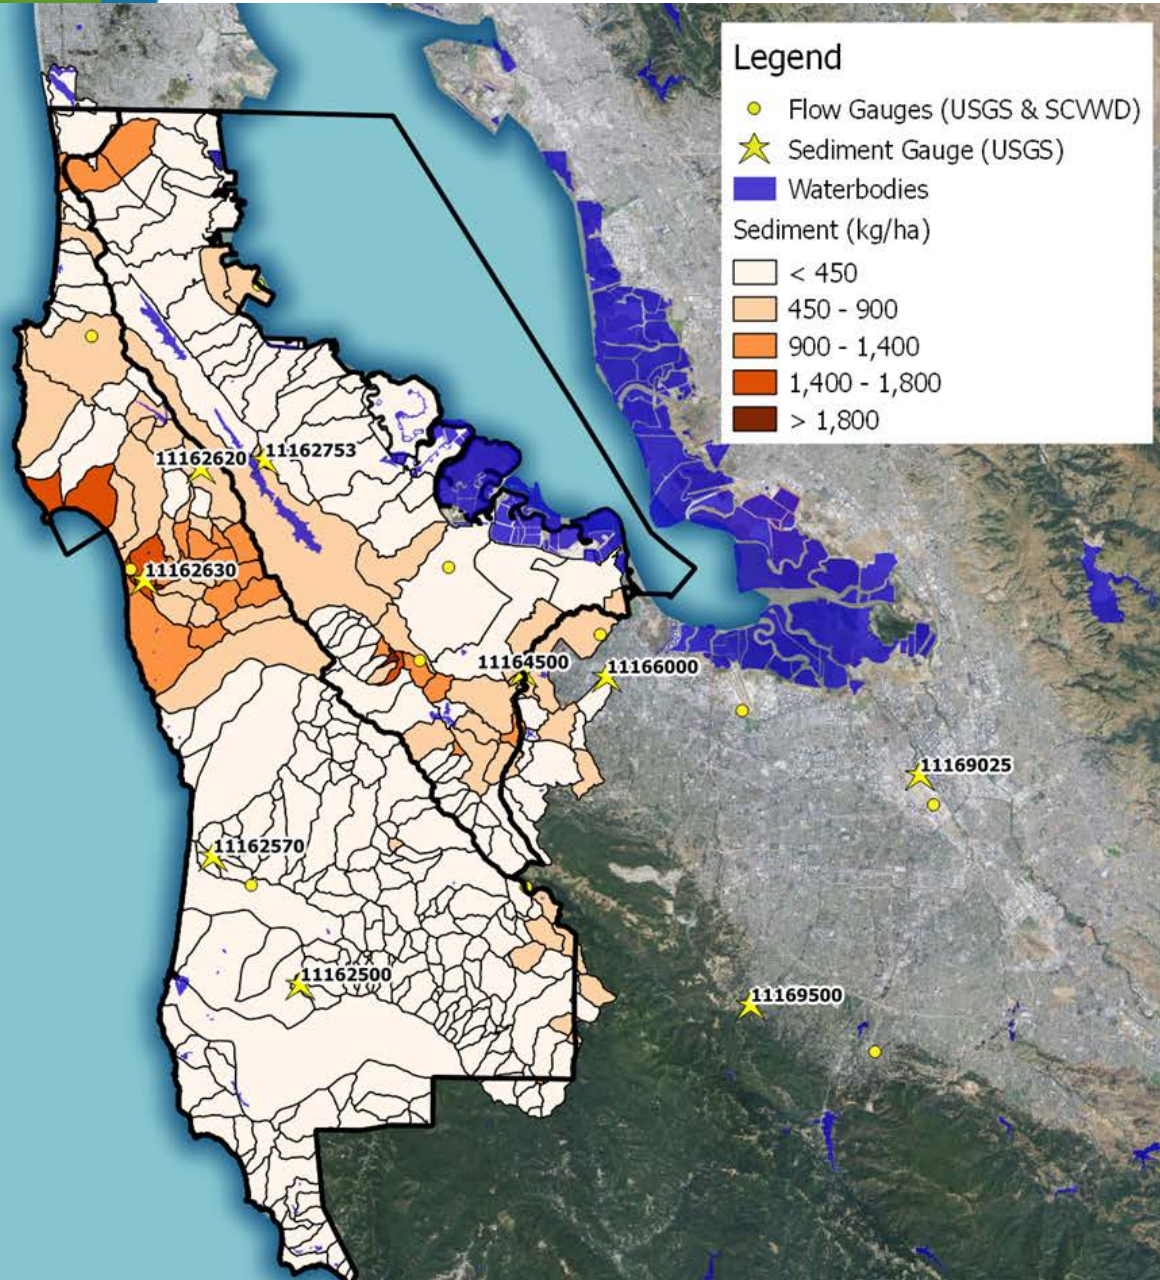 Legend
Flow Gauges (USGS & SCVWD)
Sediment Gauge (USGS)
Waterbodies
Sediment (kg/ha)
< 450
450 - 900
900 - 1,400
1,400 - 1,800
> 1,800
11162620
11162753
11162630
11164500
11166000
11169025
11162570
11162500
11169500